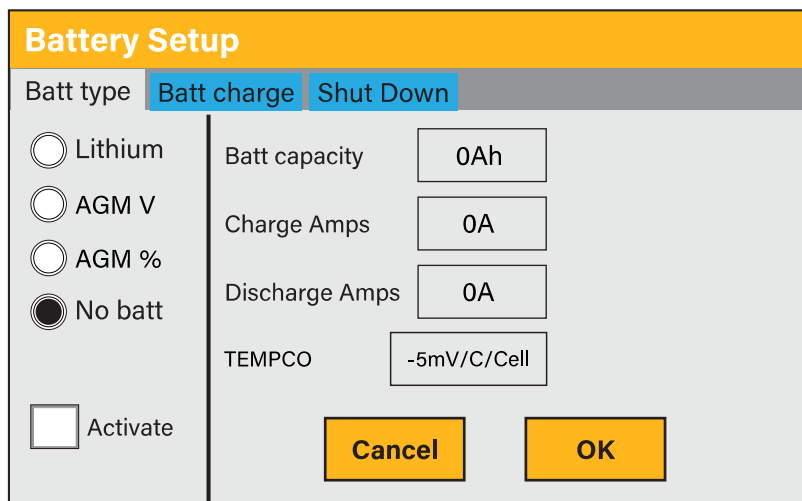 Battery Setup
Batt type Batt charge Shut Down
Lithium
AGM V
AGM %
No batt
Activate
Batt capacity 0Ah
Charge Amps 0A
Discharge Amps 0A
TEMPCO -5mV/C/Cell
Cancel OK